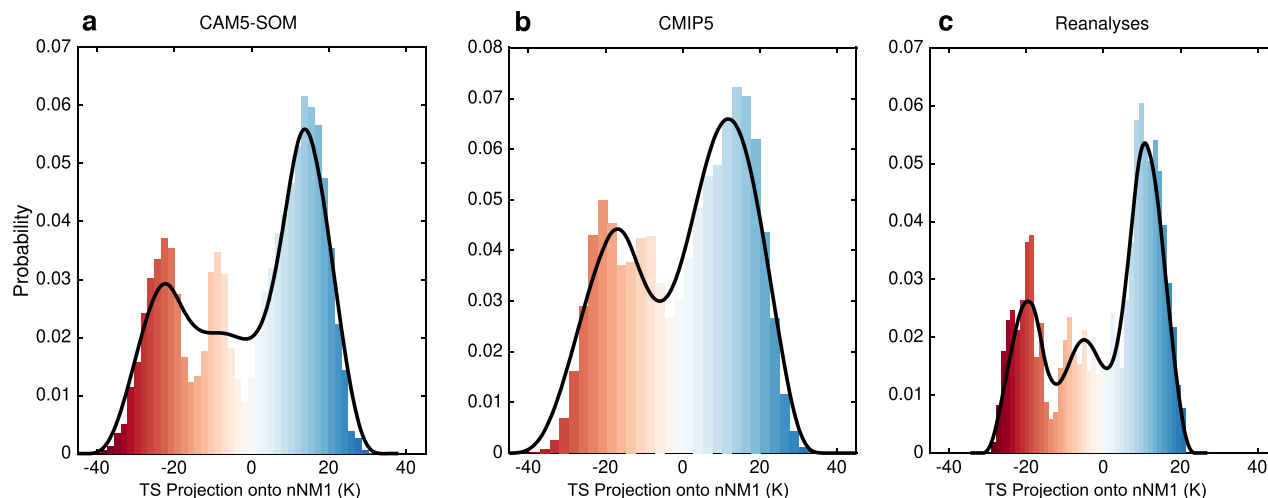 a CAM5-SOM
b CMIP5
c Reanalyses
Probability
0.07
0.06
0.05
0.04
0.03
0.02
0.01
0
-40 -20 0 20 40
TS Projection onto nNM1 (K)
0.08
0.07
0.06
0.05
0.04
0.03
0.02
0.01
0
-40 -20 0 20 40
TS Projection onto nNM1 (K)
0.07
0.06
0.05
0.04
0.03
0.02
0.01
0
-40 -20 0 20 40
TS Projection onto nNM1 (K)